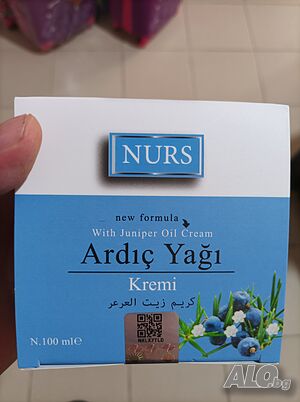 NURS
new formula
With Juniper Oil Cream
Ardıç Yağı
Kremi
كريم زيت العرعر
N.100 ml℮
ALO.bg